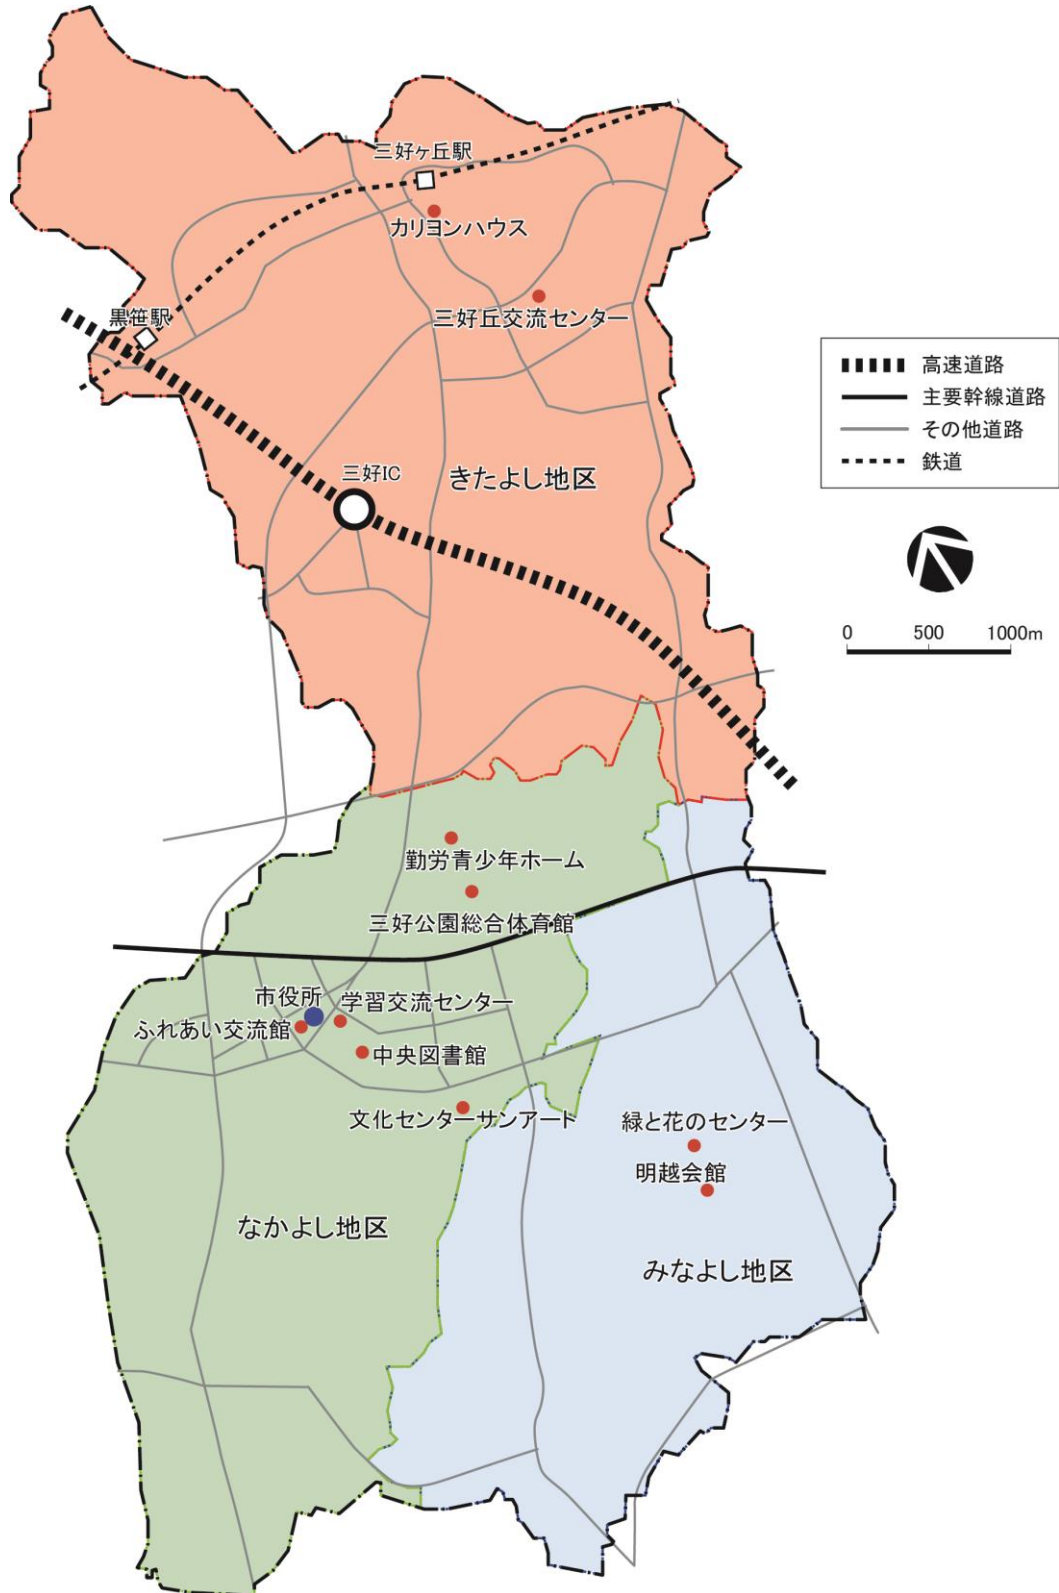 三好ヶ丘駅
カリヨンハウス
三好丘交流センター
黒笹駅
高速道路
主要幹線道路
その他道路
鉄道
三好IC
きたよし地区
0 500 1000m
勤労青少年ホーム
三好公園総合体育館
市役所
学習交流センター
ふれあい交流館
中央図書館
文化センターサンアート
緑と花のセンター
明越会館
なかよし地区
みなよし地区